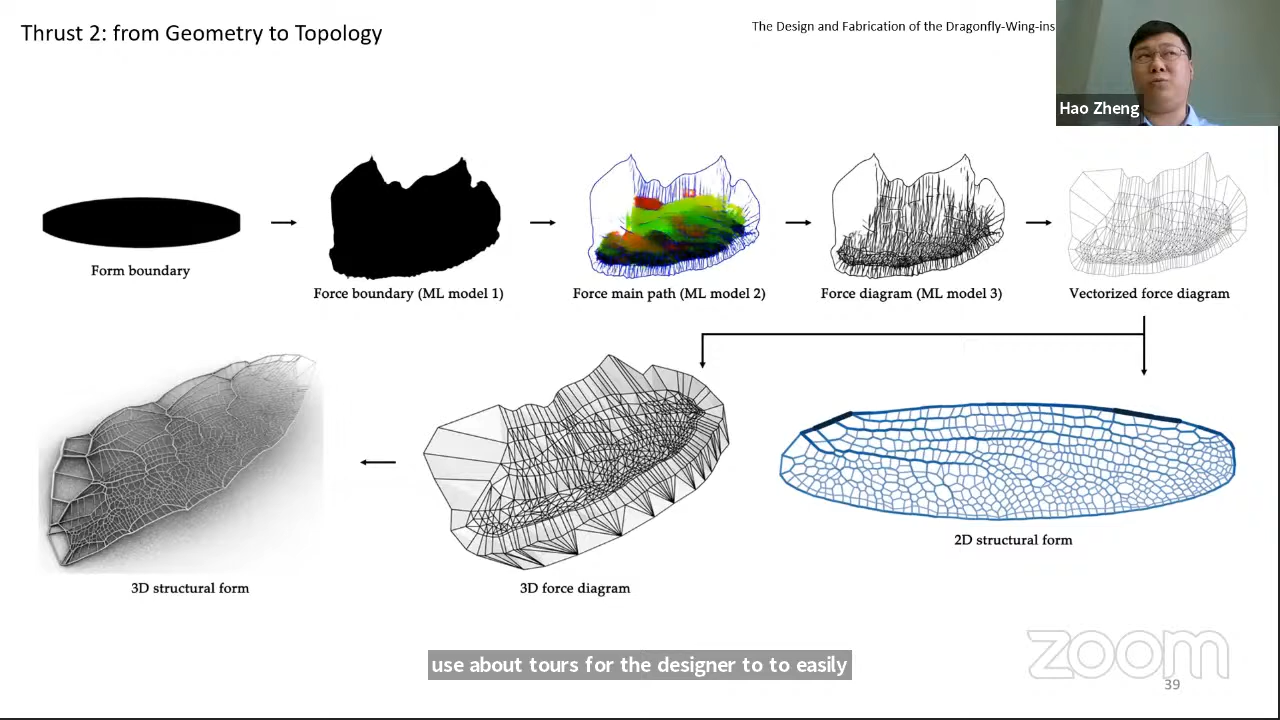 Thrust 2: from Geometry to Topology
The Design and Fabrication of the Dragonfly-Wing-ins
Hao Zheng
Form boundary
Force boundary (ML model 1)
Force main path (ML model 2)
Force diagram (ML model 3)
Vectorized force diagram
2D structural form
3D structural form
3D force diagram
use about tours for the designer to to easily
zoom
39